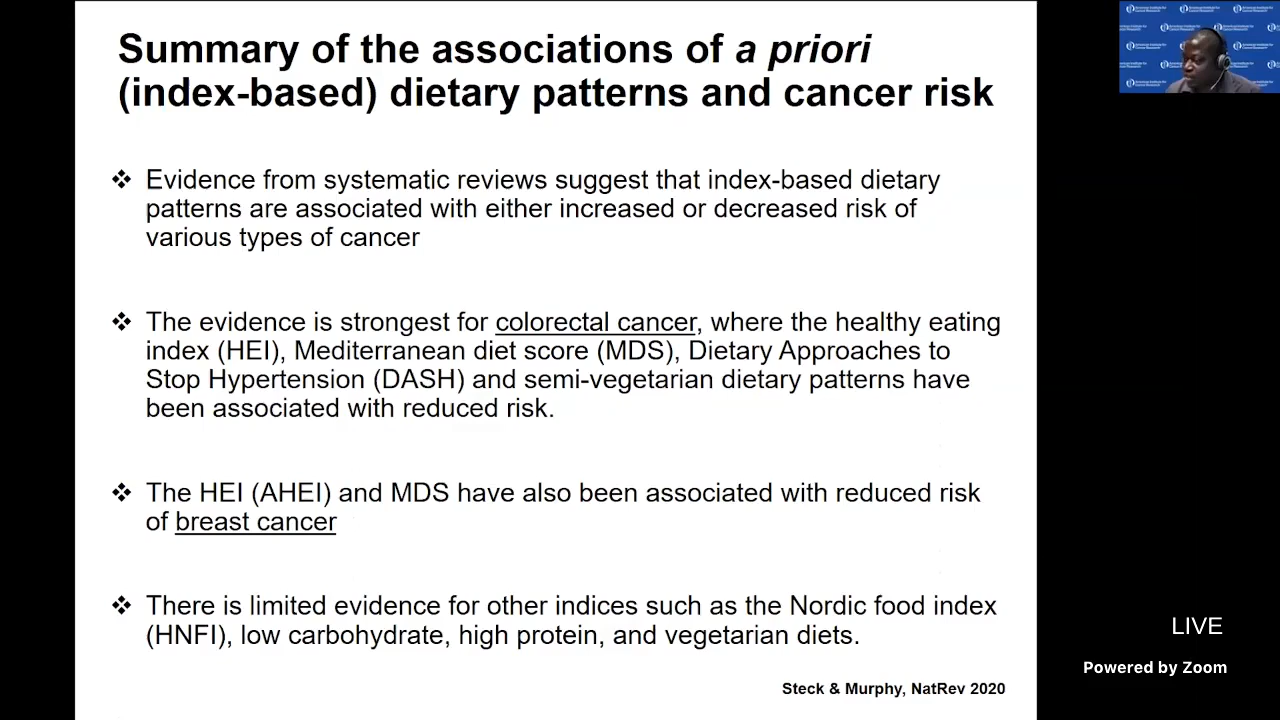 Summary of the associations of a priori
(index-based) dietary patterns and cancer risk
❖ Evidence from systematic reviews suggest that index-based dietary
patterns are associated with either increased or decreased risk of
various types of cancer
❖ The evidence is strongest for colorectal cancer, where the healthy eating
index (HEI), Mediterranean diet score (MDS), Dietary Approaches to
Stop Hypertension (DASH) and semi-vegetarian dietary patterns have
been associated with reduced risk.
❖ The HEI (AHEI) and MDS have also been associated with reduced risk
of breast cancer
❖ There is limited evidence for other indices such as the Nordic food index
(HNFI), low carbohydrate, high protein, and vegetarian diets.
Steck & Murphy, NatRev 2020
American Institute for
Cancer Research
LIVE
Powered by Zoom